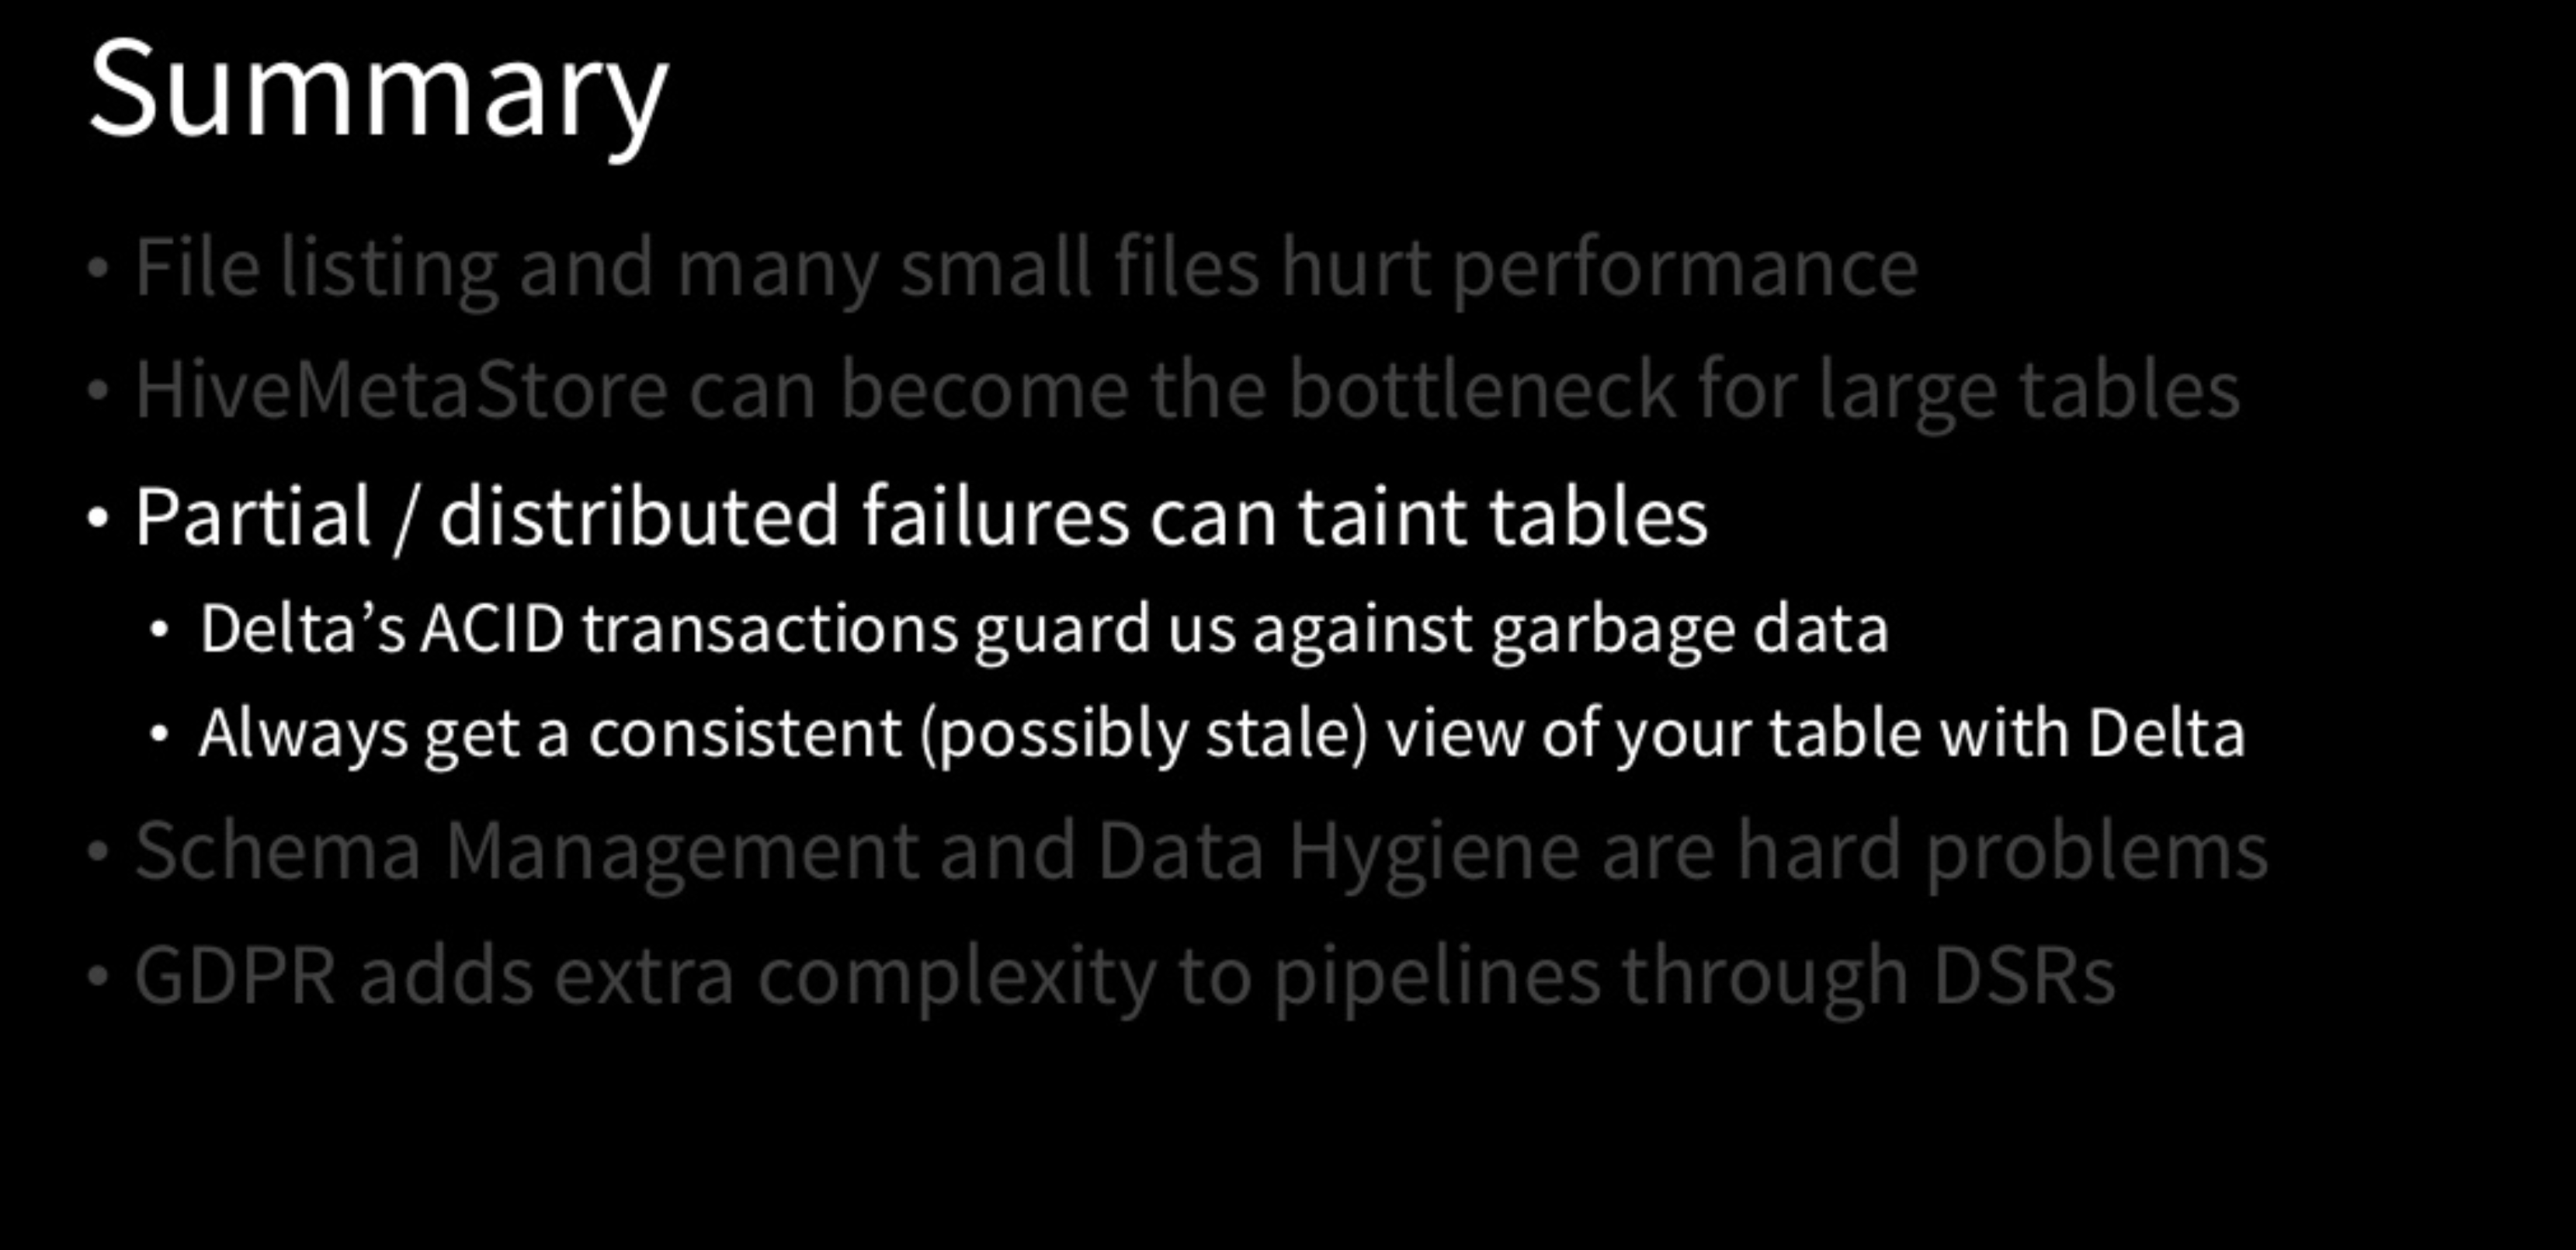 Summary
• File listing and many small files hurt performance
• HiveMetaStore can become the bottleneck for large tables
• Partial / distributed failures can taint tables
• Delta’s ACID transactions guard us against garbage data
• Always get a consistent (possibly stale) view of your table with Delta
• Schema Management and Data Hygiene are hard problems
• GDPR adds extra complexity to pipelines through DSRs